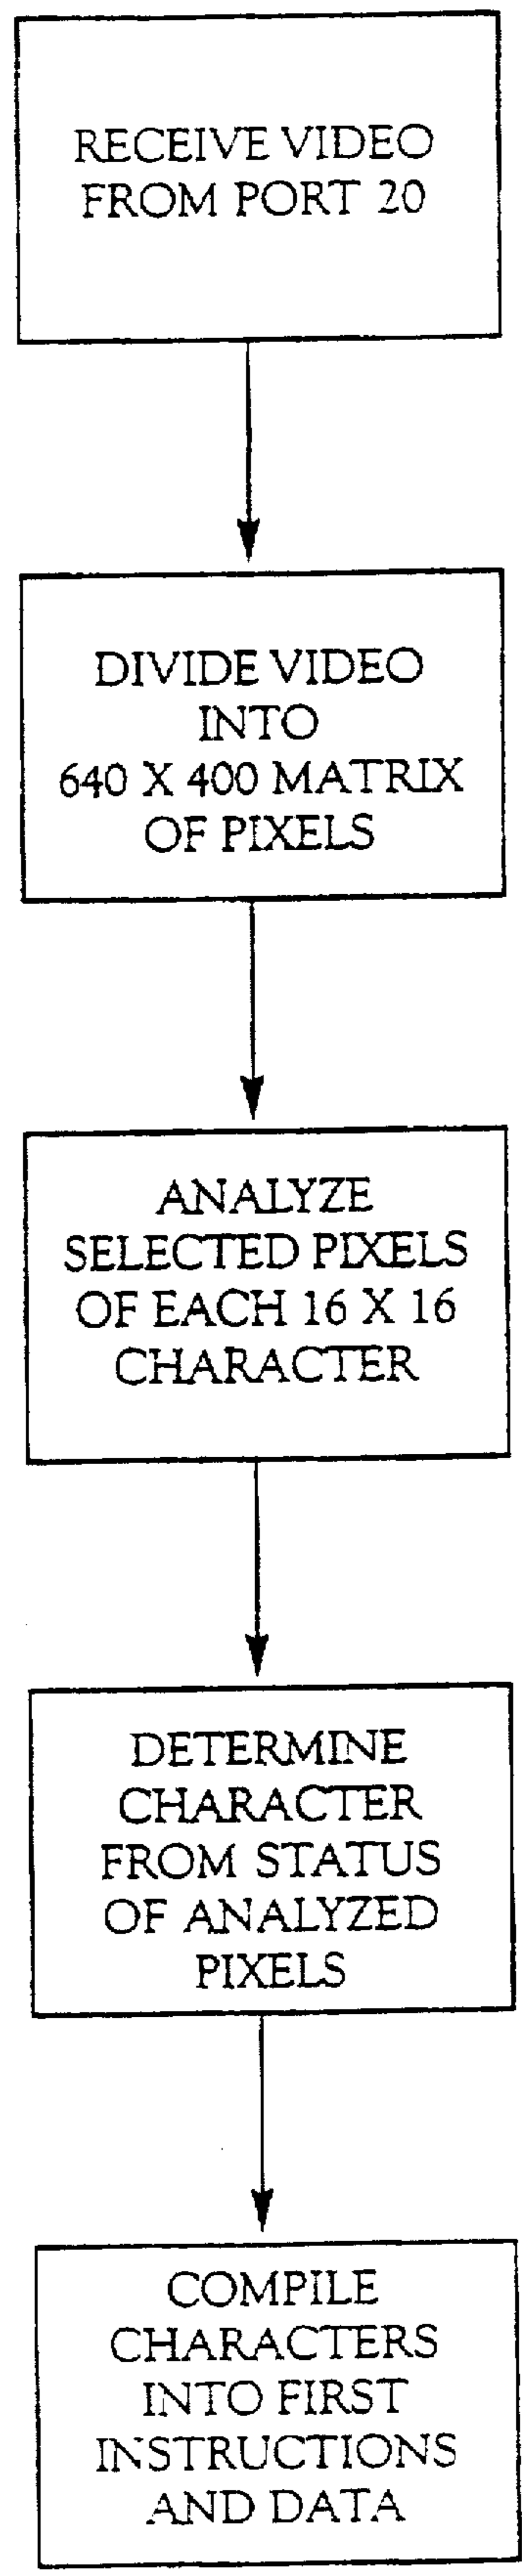 RECEIVE VIDEO
FROM PORT 20
DIVIDE VIDEO
INTO
640 X 400 MATRIX
OF PIXELS
ANALYZE
SELECTED PIXELS
OF EACH 16 X 16
CHARACTER
DETERMINE
CHARACTER
FROM STATUS
OF ANALYZED
PIXELS
COMPILE
CHARACTERS
INTO FIRST
INSTRUCTIONS
AND DATA